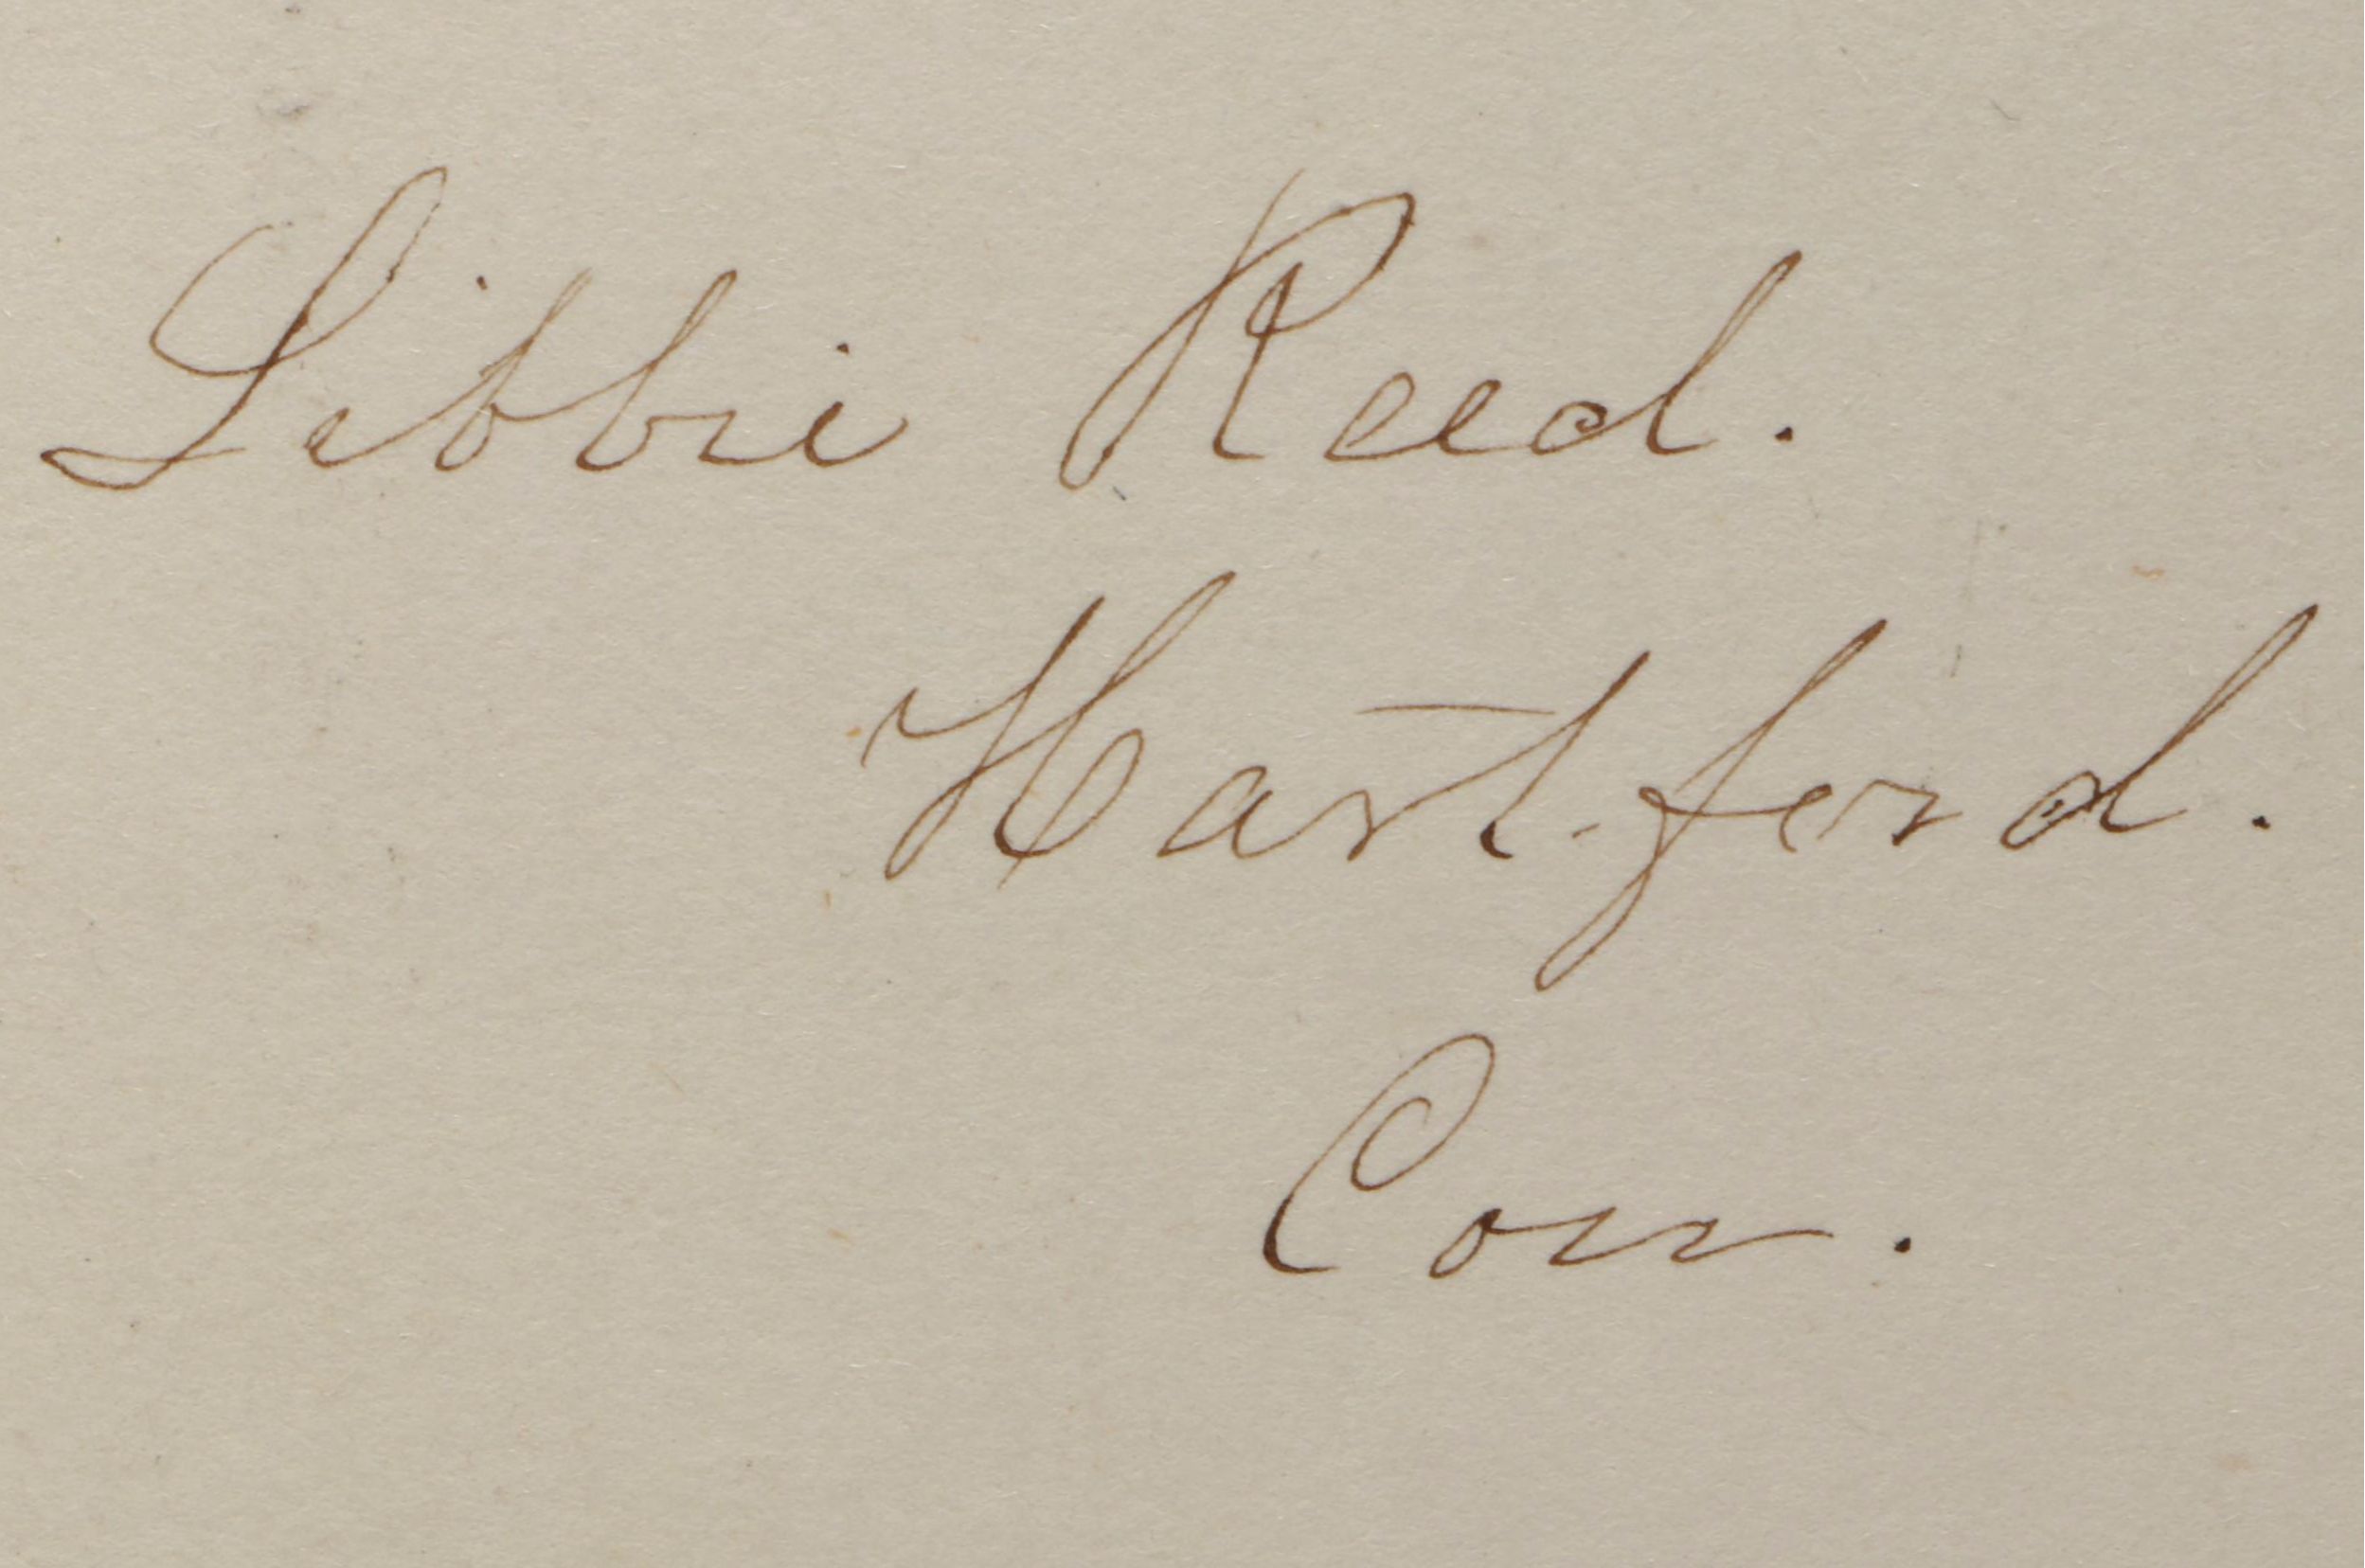 Libbie Reed.
Hartford.
Conn.